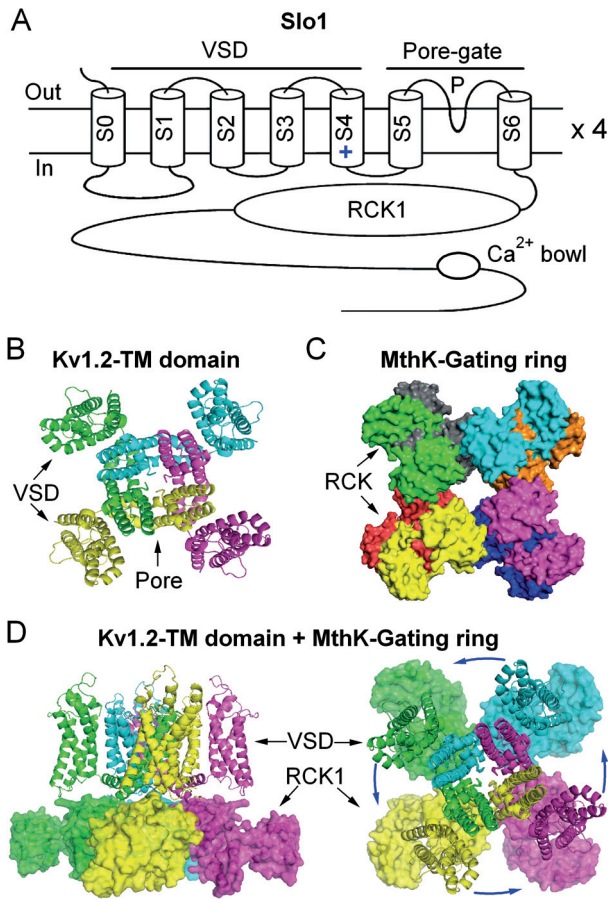 A
Slo1
VSD
Pore-gate
Out
P
S0
S1
S2
S3
S4
+
S5
S6
x 4
In
RCK1
Ca2+ bowl
B
Kv1.2-TM domain
VSD
Pore
C
MthK-Gating ring
RCK
D
Kv1.2-TM domain + MthK-Gating ring
VSD
RCK1